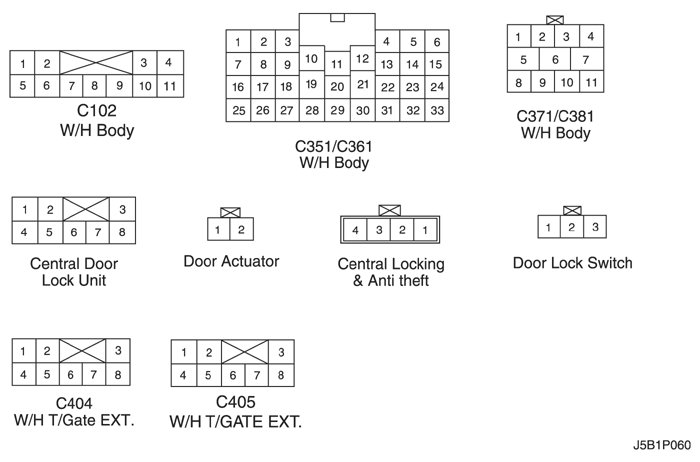 1 2 3 4
5 6 7 8 9 10 11
C102
W/H Body
1 2 3 4 5 6
7 8 9 10 11 12 13 14 15
16 17 18 19 20 21 22 23 24
25 26 27 28 29 30 31 32 33
C351/C361
W/H Body
1 2 3 4
5 6 7
8 9 10 11
C371/C381
W/H Body
1 2 3
4 5 6 7 8
Central Door
Lock Unit
1 2
Door Actuator
4 3 2 1
Central Locking
& Anti theft
1 2 3
Door Lock Switch
1 2 3
4 5 6 7 8
C404
W/H T/Gate EXT.
1 2 3
4 5 6 7 8
C405
W/H T/GATE EXT.
J5B1P060